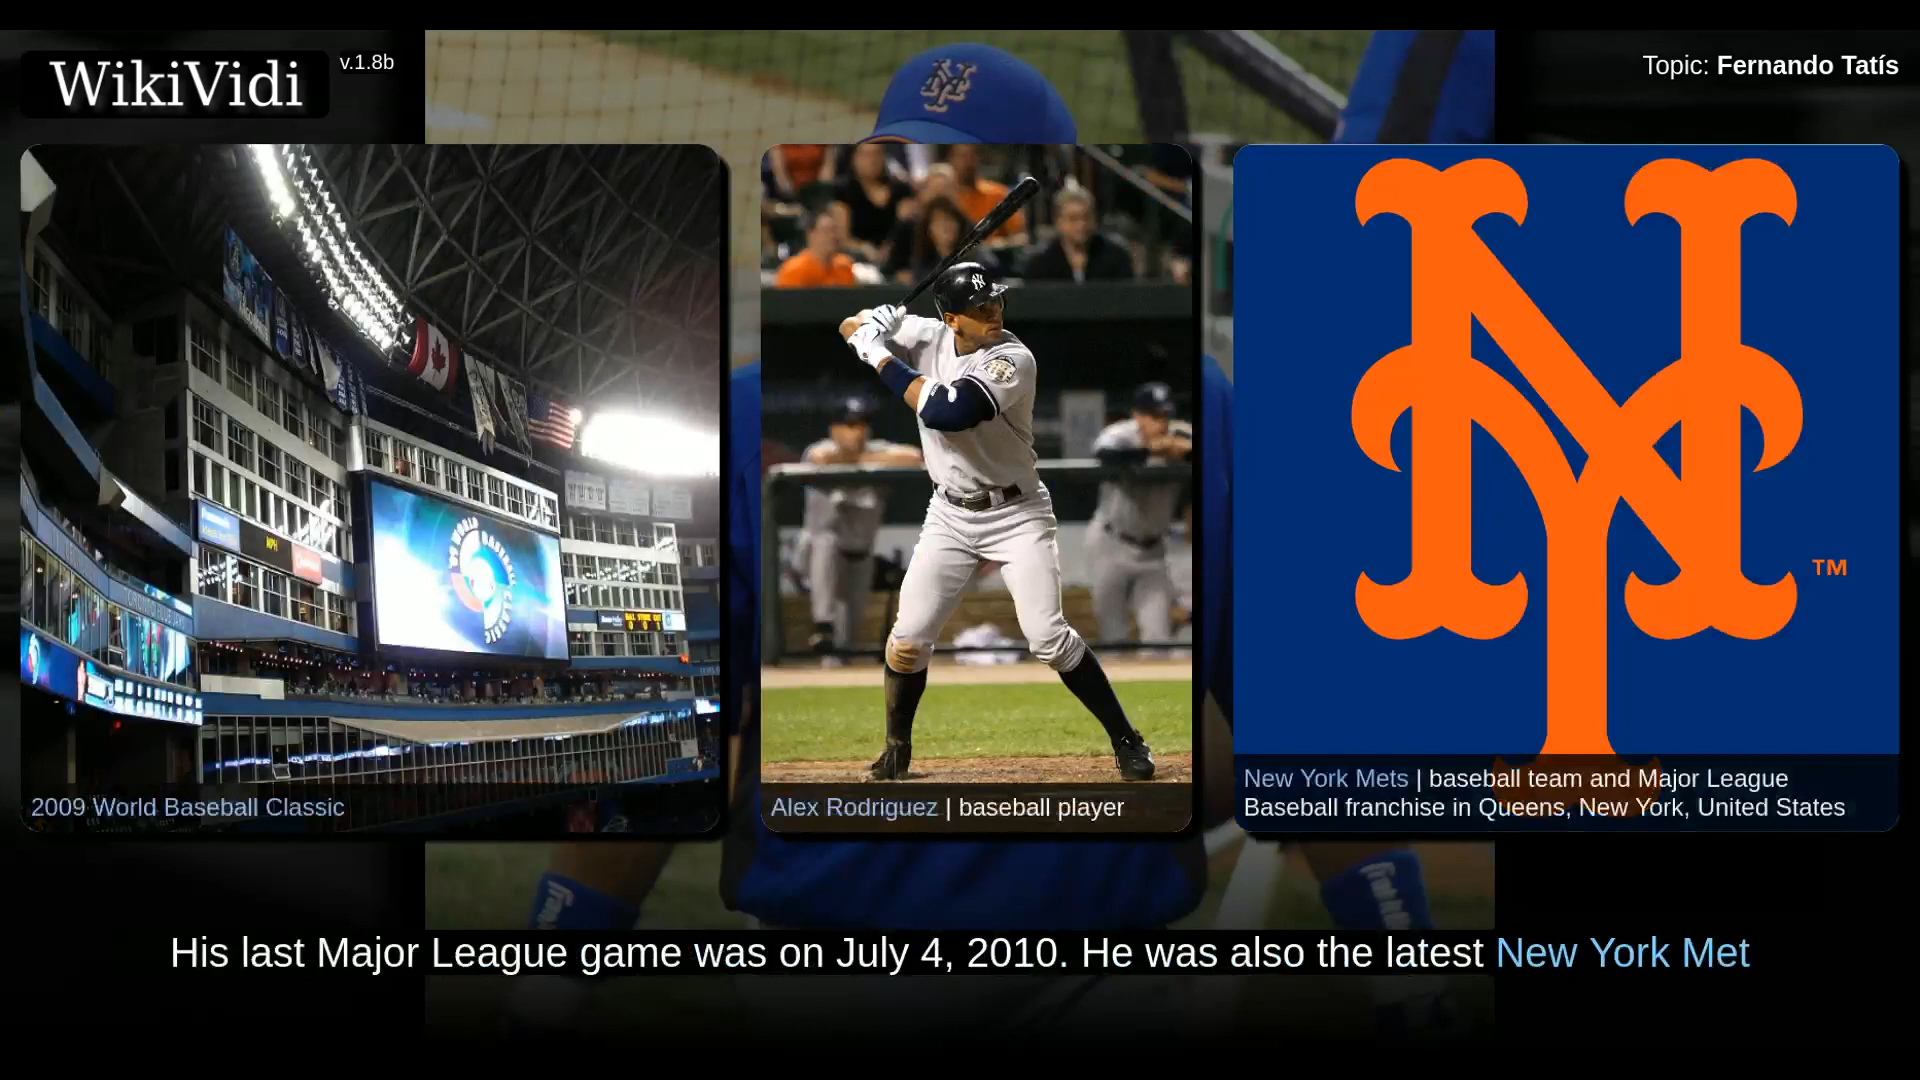 WikiVidi
v.1.8b
Topic: Fernando Tatís
2009 World Baseball Classic
Alex Rodriguez | baseball player
TM
New York Mets | baseball team and Major League
Baseball franchise in Queens, New York, United States
His last Major League game was on July 4, 2010. He was also the latest New York Met